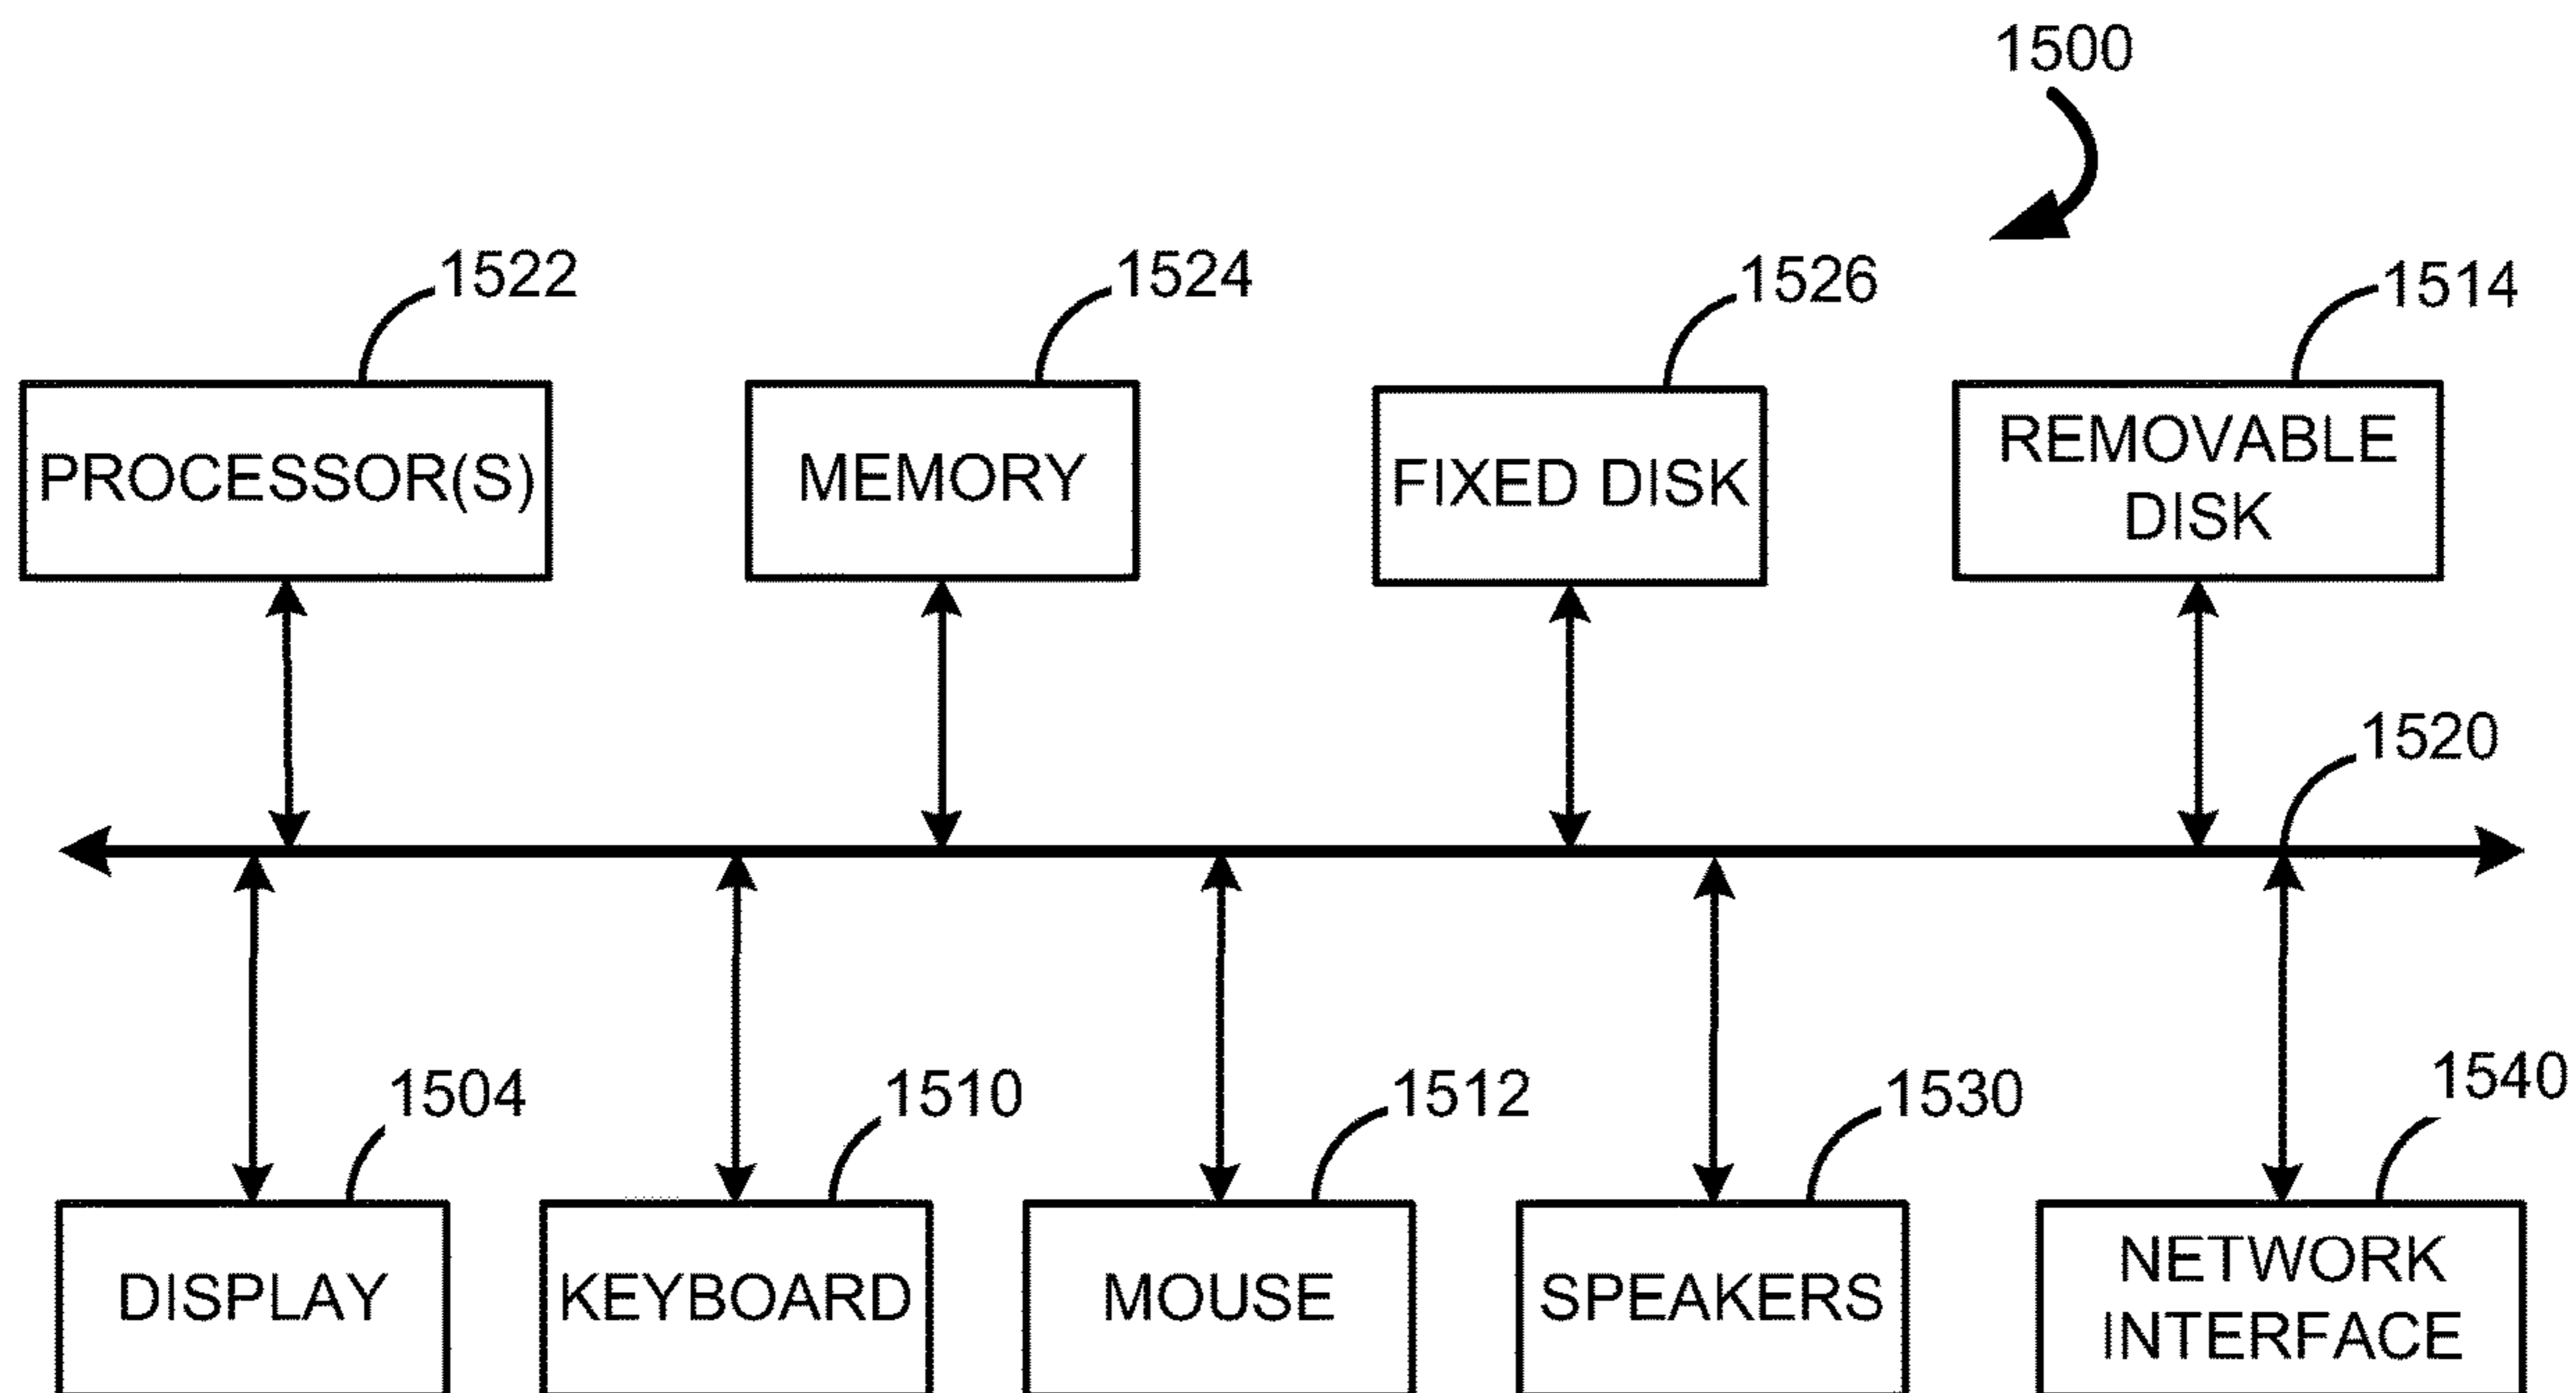 1500
1522
1524
1526
1514
PROCESSOR(S)
MEMORY
FIXED DISK
REMOVABLE
DISK
1520
1504
1510
1512
1530
1540
DISPLAY
KEYBOARD
MOUSE
SPEAKERS
NETWORK
INTERFACE